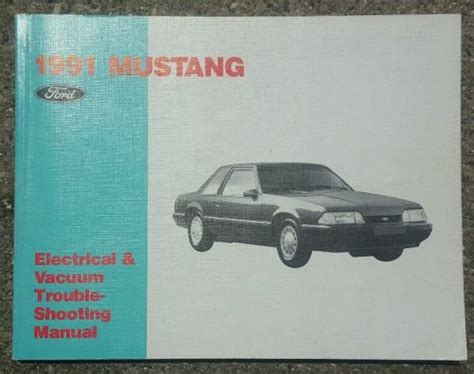 1991 MUSTANG
Ford
Electrical &
Vacuum
Trouble-
Shooting
Manual